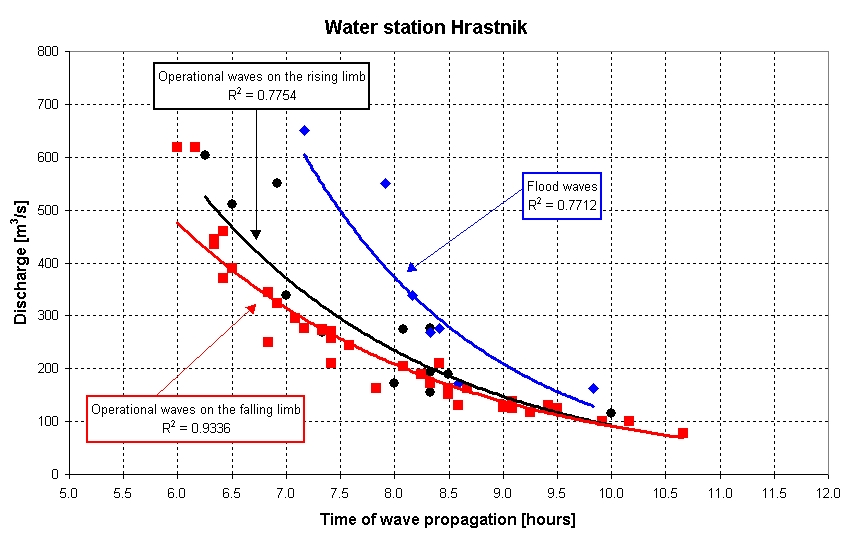 Water station Hrastnik
Discharge [m³/s]
800
700
600
500
400
300
200
100
0
Operational waves on the rising limb
R² = 0.7754
Flood waves
R² = 0.7712
Operational waves on the falling limb
R² = 0.9336
5.0 5.5 6.0 6.5 7.0 7.5 8.0 8.5 9.0 9.5 10.0 10.5 11.0 11.5 12.0
Time of wave propagation [hours]